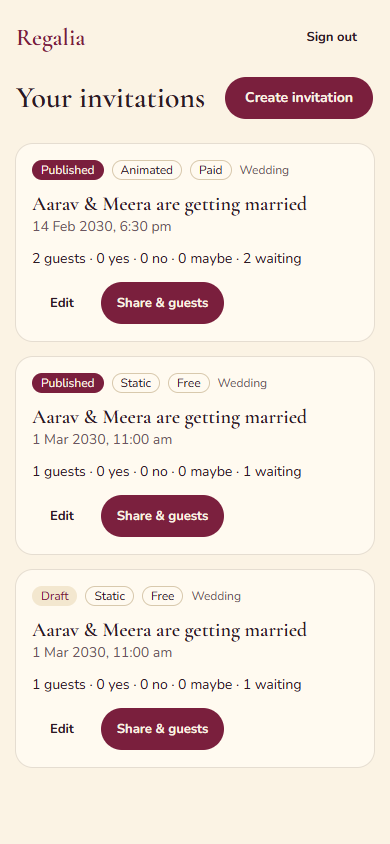 Regalia
Sign out
Your invitations
Create invitation
Published Animated Paid Wedding
Aarav & Meera are getting married
14 Feb 2030, 6:30 pm
2 guests · 0 yes · 0 no · 0 maybe · 2 waiting
Edit Share & guests
Published Static Free Wedding
Aarav & Meera are getting married
1 Mar 2030, 11:00 am
1 guests · 0 yes · 0 no · 0 maybe · 1 waiting
Edit Share & guests
Draft Static Free Wedding
Aarav & Meera are getting married
1 Mar 2030, 11:00 am
1 guests · 0 yes · 0 no · 0 maybe · 1 waiting
Edit Share & guests